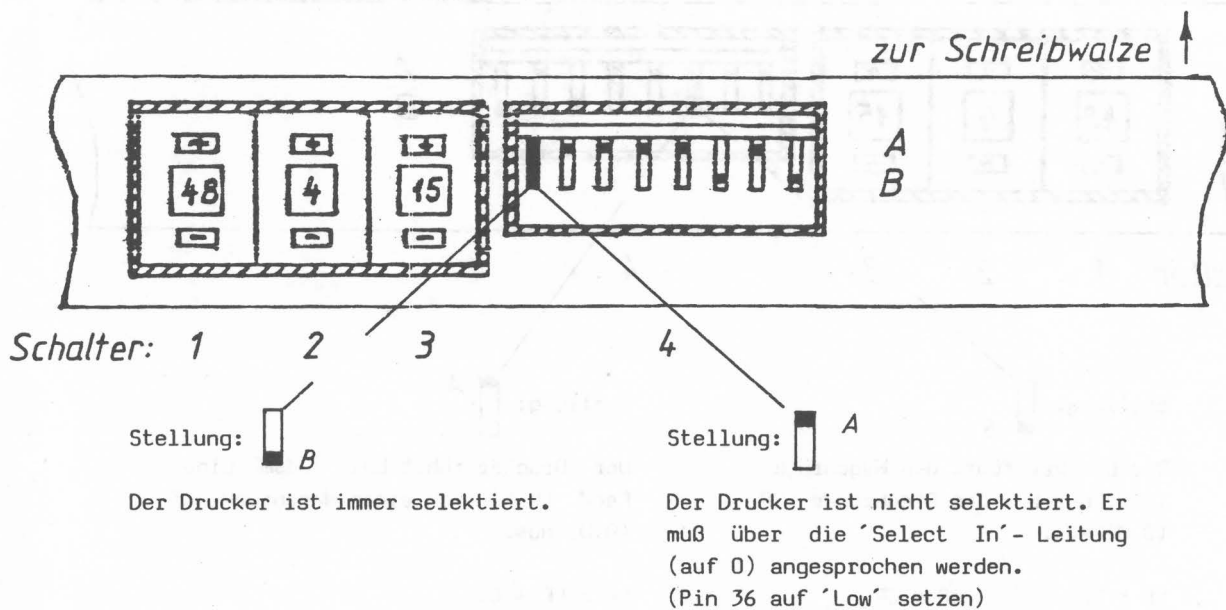 zur Schreibwalze
+ + +
48 4 15
- - -
A
B
Schalter: 1 2 3 4
Stellung: B
Der Drucker ist immer selektiert.
Stellung: A
Der Drucker ist nicht selektiert. Er
muß über die ´Select In´- Leitung
(auf 0) angesprochen werden.
(Pin 36 auf ´Low´ setzen)